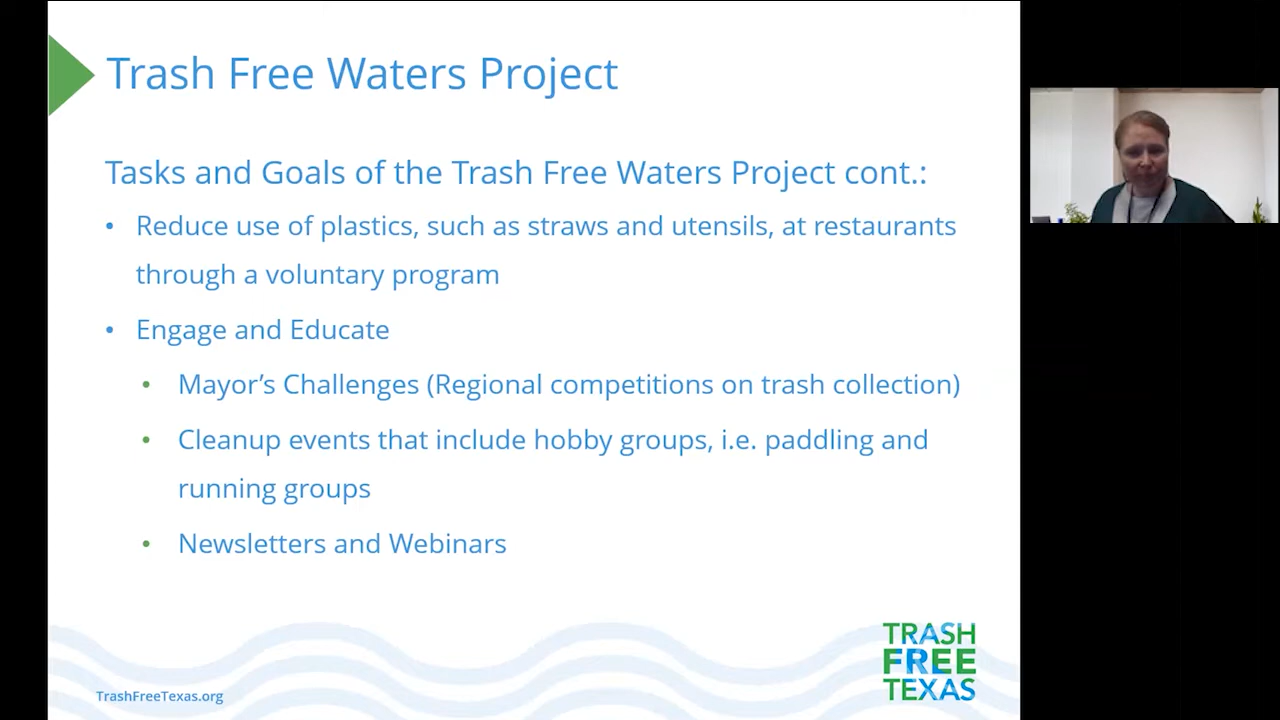 Trash Free Waters Project
Tasks and Goals of the Trash Free Waters Project cont.:
• Reduce use of plastics, such as straws and utensils, at restaurants
through a voluntary program
• Engage and Educate
• Mayor’s Challenges (Regional competitions on trash collection)
• Cleanup events that include hobby groups, i.e. paddling and
running groups
• Newsletters and Webinars
TrashFreeTexas.org
TRASH
FREE
TEXAS